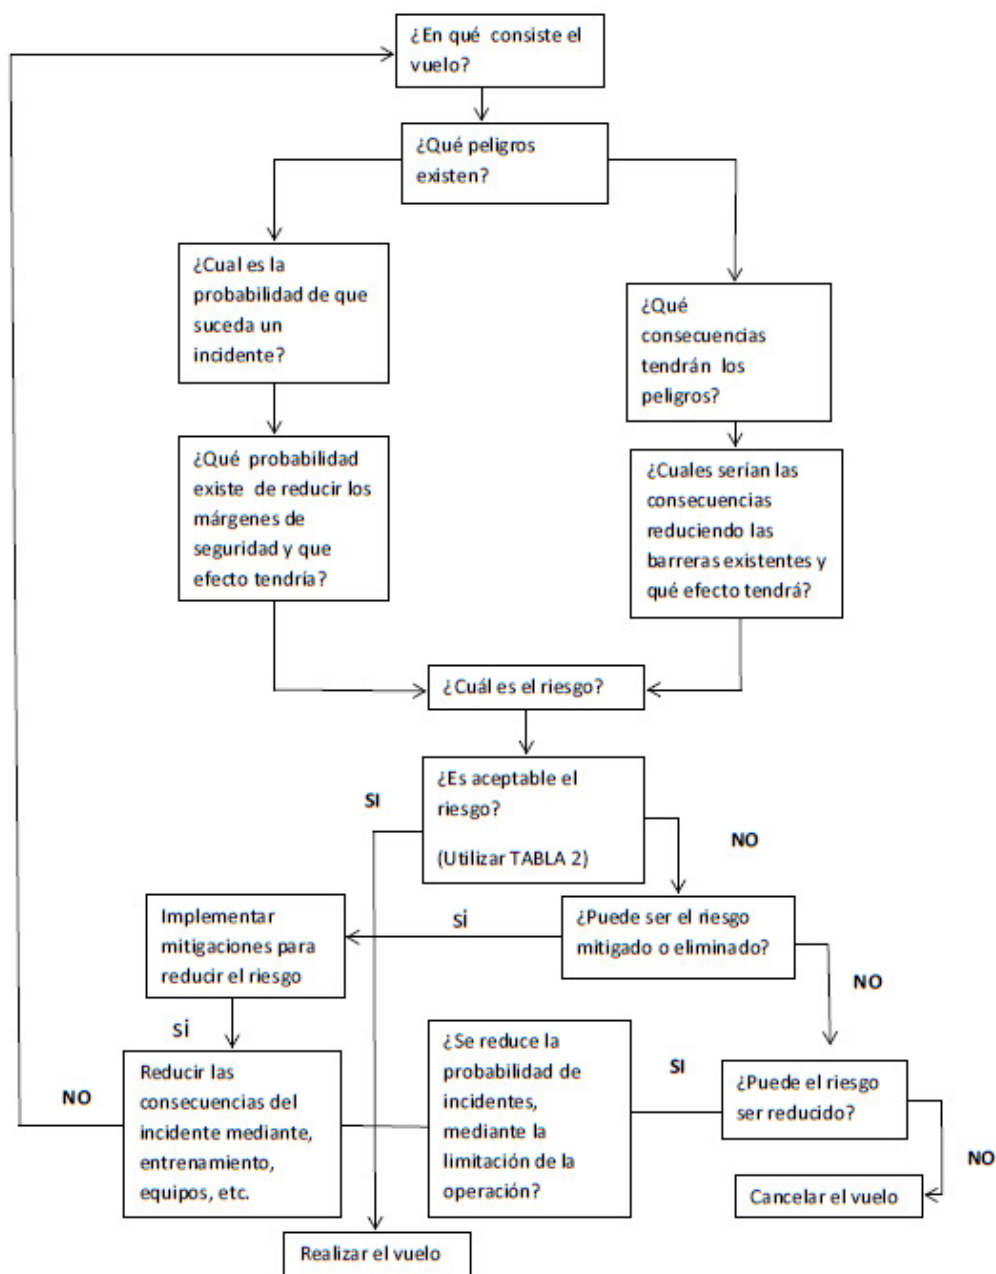 ¿En qué consiste el
vuelo?
¿Qué peligros
existen?
¿Cual es la
probabilidad de que
suceda un
incidente?
¿Qué
consecuencias
tendrán los
peligros?
¿Qué probabilidad
existe de reducir los
márgenes de
seguridad y que
efecto tendría?
¿Cuales serían las
consecuencias
reduciendo las
barreras existentes y
qué efecto tendrá?
¿Cuál es el riesgo?
¿Es aceptable el
riesgo?
(Utilizar TABLA 2)
SI
NO
Implementar
mitigaciones para
reducir el riesgo
si
¿Puede ser el riesgo
mitigado o eliminado?
NO
si
NO
Reducir las
consecuencias del
incidente mediante,
entrenamiento,
equipos, etc.
¿Se reduce la
probabilidad de
incidentes,
mediante la
limitación de la
operación?
SI
¿Puede el riesgo
ser reducido?
NO
Cancelar el vuelo
Realizar el vuelo